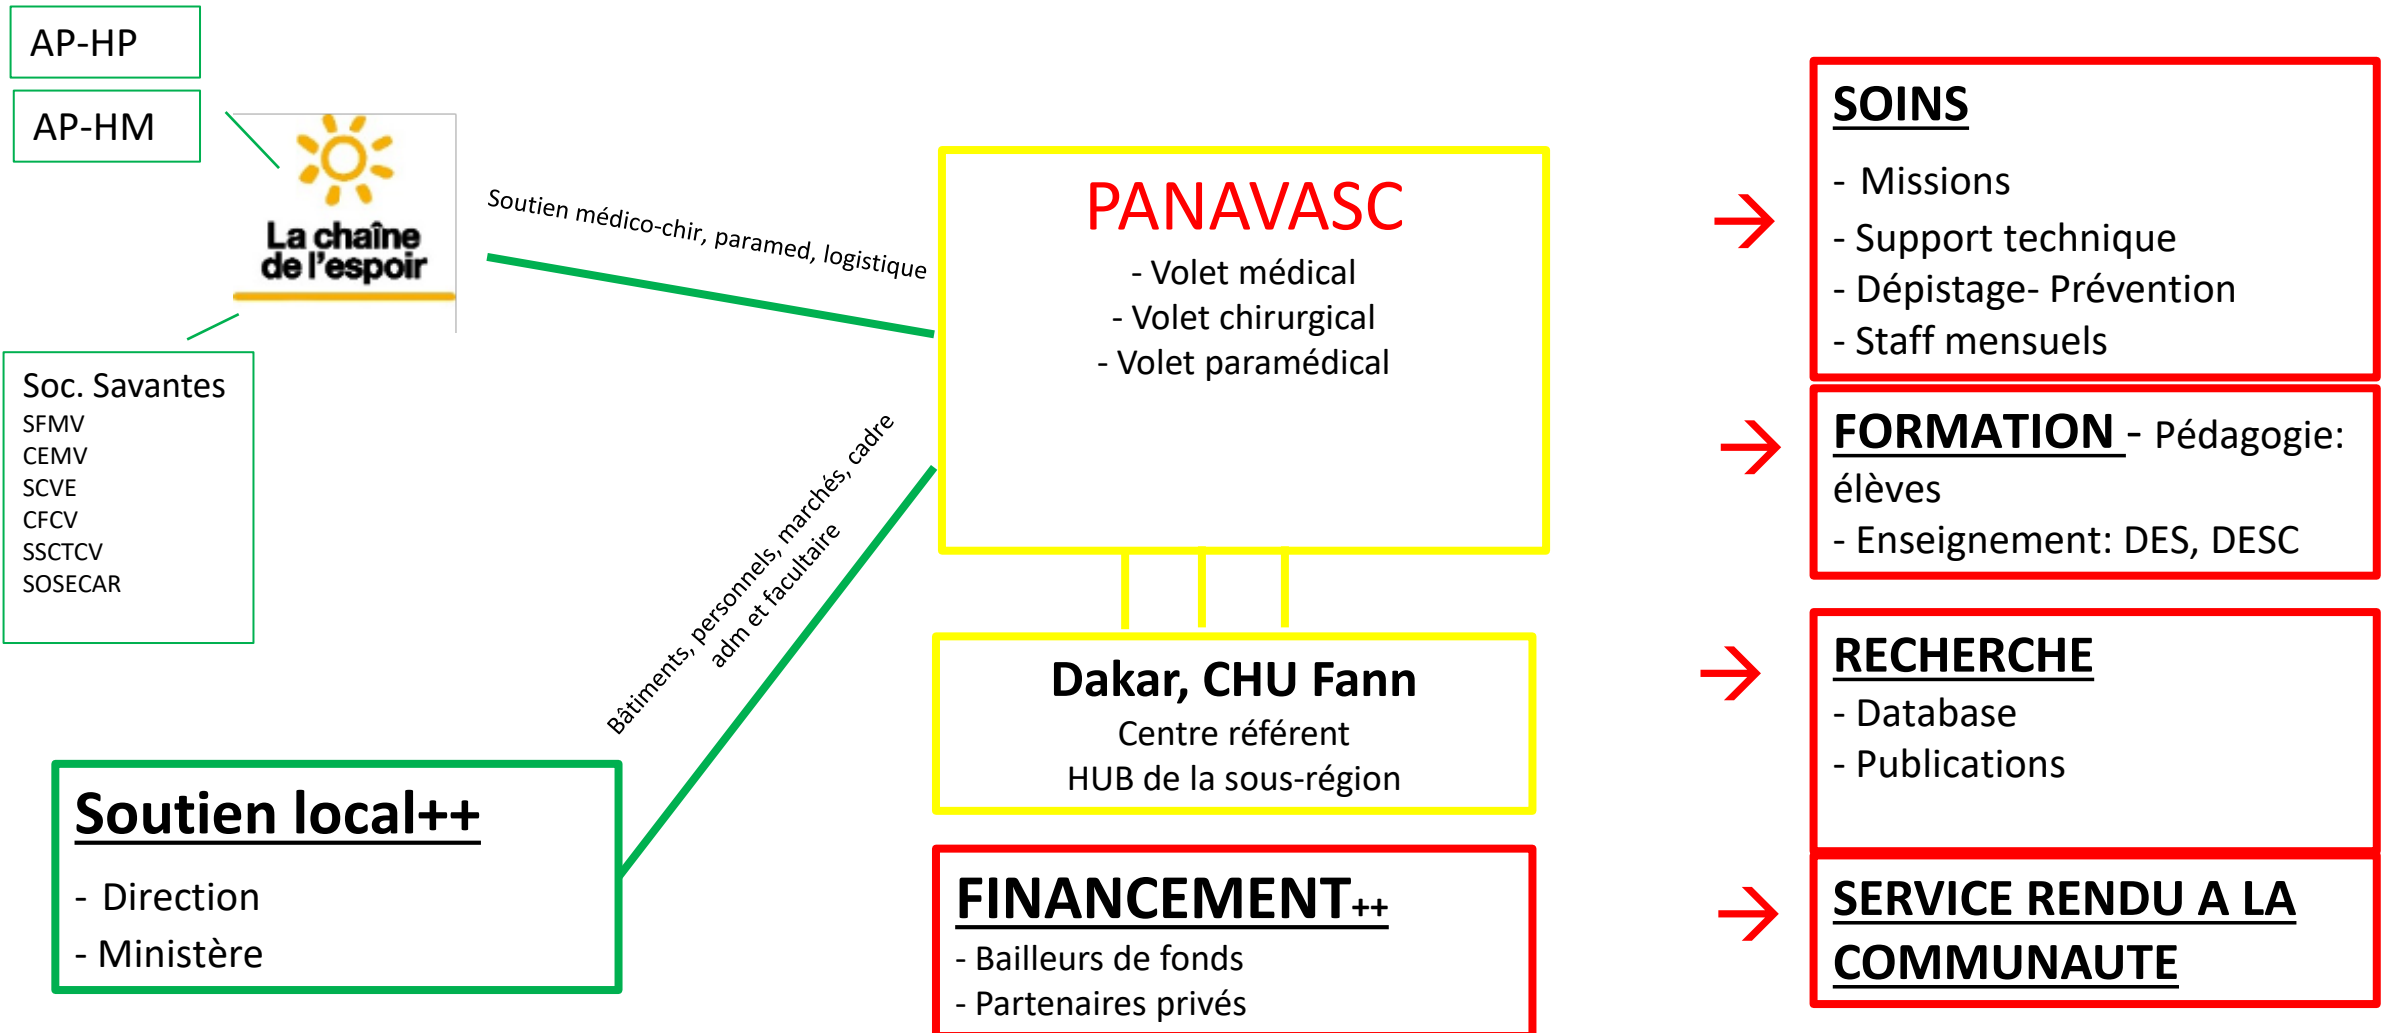 AP-HP
AP-HM
La chaîne
de l'espoir
Soc. Savantes
SFMV
CEMV
SCVE
CFCV
SSCTCV
SOSECAR
Soutien médico-chir, paramed, logistique
Bâtiments, personnels, marchés, cadre
adm et facultaire
Soutien local++
- Direction
- Ministère
PANAVASC
- Volet médical
- Volet chirurgical
- Volet paramédical
Dakar, CHU Fann
Centre référent
HUB de la sous-région
FINANCEMENT++
- Bailleurs de fonds
- Partenaires privés
SOINS
- Missions
- Support technique
- Dépistage- Prévention
- Staff mensuels
FORMATION - Pédagogie:
élèves
- Enseignement: DES, DESC
RECHERCHE
- Database
- Publications
SERVICE RENDU A LA
COMMUNAUTE